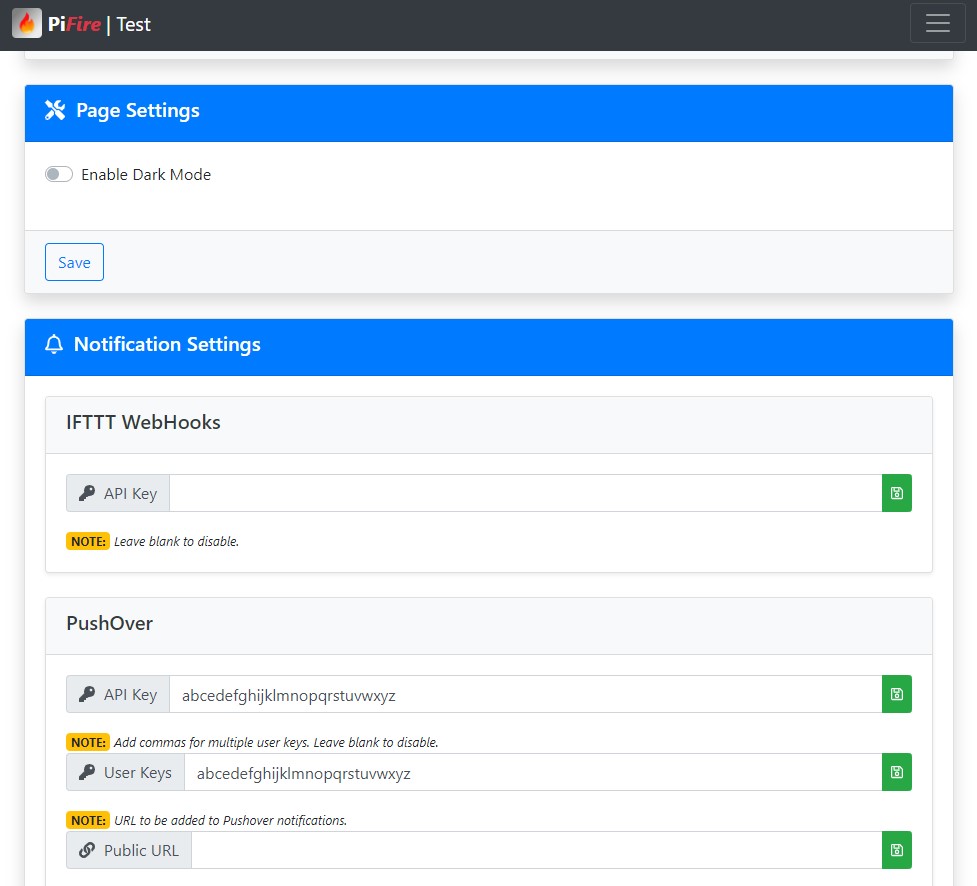 PiFire | Test
Page Settings
Enable Dark Mode
Save
Notification Settings
IFTTT WebHooks
API Key
NOTE: Leave blank to disable.
PushOver
API Key abcedefghijklmnopqrstuvwxyz
NOTE: Add commas for multiple user keys. Leave blank to disable.
User Keys abcedefghijklmnopqrstuvwxyz
NOTE: URL to be added to Pushover notifications.
Public URL